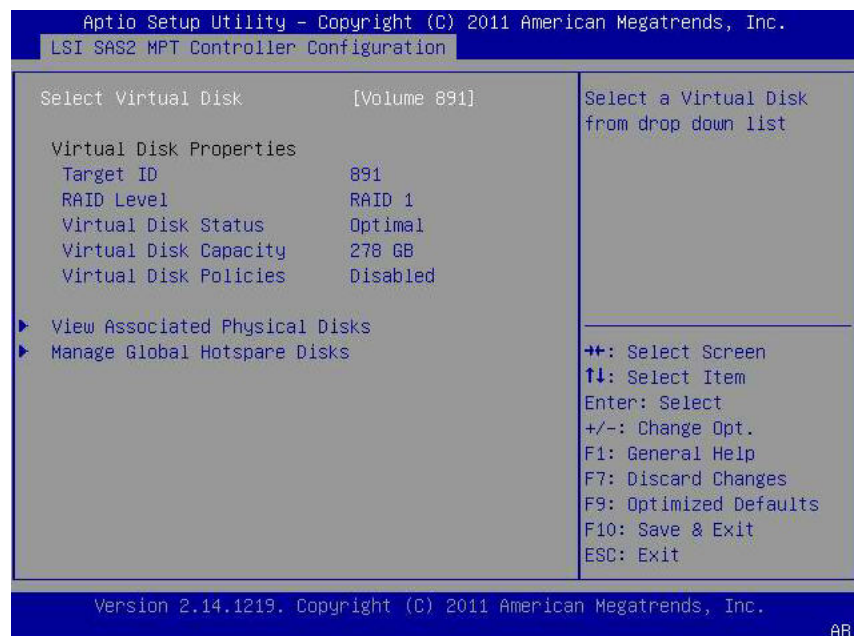 Aptio Setup Utility – Copyright (C) 2011 American Megatrends, Inc.
LSI SAS2 MPT Controller Configuration
Select Virtual Disk [Volume 891]
Virtual Disk Properties
Target ID 891
RAID Level RAID 1
Virtual Disk Status Optimal
Virtual Disk Capacity 278 GB
Virtual Disk Policies Disabled
View Associated Physical Disks
Manage Global Hotspare Disks
Select a Virtual Disk
from drop down list
→←: Select Screen
↑↓: Select Item
Enter: Select
+/-: Change Opt.
F1: General Help
F7: Discard Changes
F9: Optimized Defaults
F10: Save & Exit
ESC: Exit
Version 2.14.1219. Copyright (C) 2011 American Megatrends, Inc.
AB